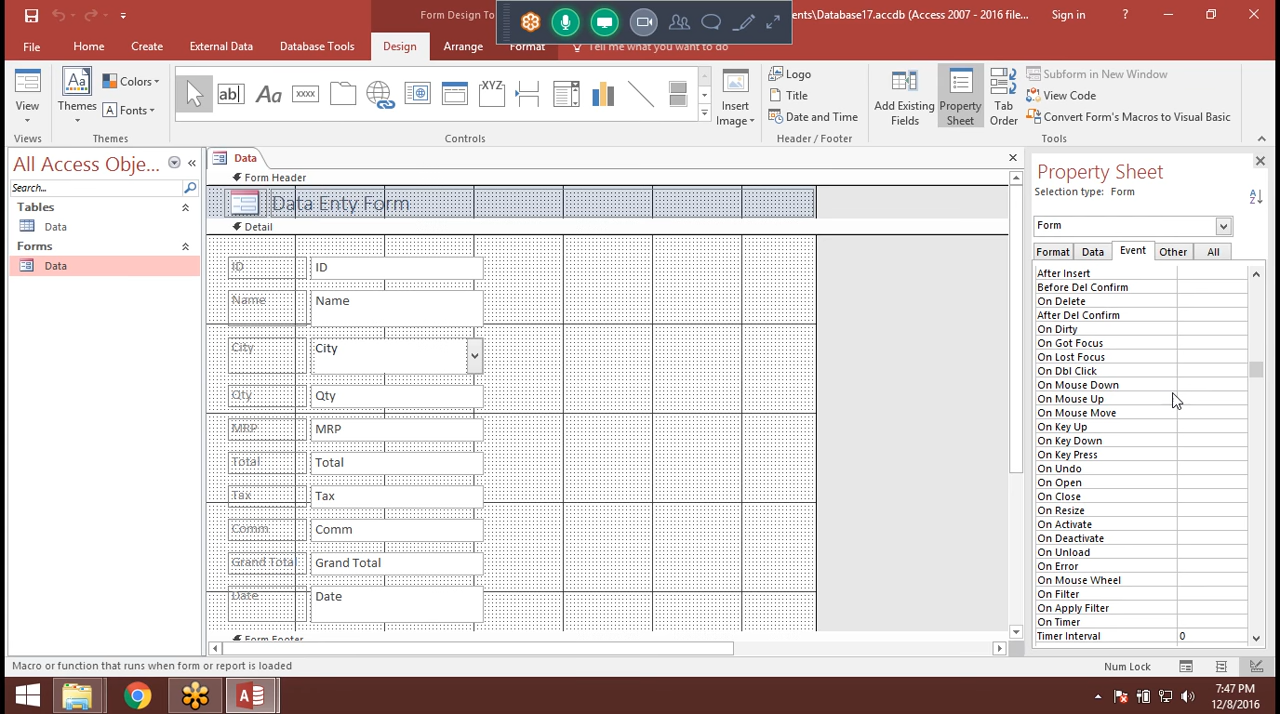 Form Design To
ents\Database17.accdb (Access 2007 - 2016 file...
Sign in
?
File
Home
Create
External Data
Database Tools
Design
Arrange
Format
Tell me what you want to do
View
Views
Aa
Themes
Colors
Fonts
Themes
ab
Aa
xxxx
XYZ
Controls
Insert
Image
Logo
Title
Date and Time
Header / Footer
Add Existing
Fields
Property
Sheet
Tab
Order
Subform in New Window
View Code
Convert Form's Macros to Visual Basic
Tools
All Access Obje...
Search...
Tables
Data
Forms
Data
Data
Form Header
Data Enty Form
Detail
ID
ID
Name
Name
City
City
Qty
Qty
MRP
MRP
Total
Total
Tax
Tax
Comm
Comm
Grand Total
Grand Total
Date
Date
Form Footer
Property Sheet
Selection type: Form
Form
Format
Data
Event
Other
All
After Insert
Before Del Confirm
On Delete
After Del Confirm
On Dirty
On Got Focus
On Lost Focus
On Dbl Click
On Mouse Down
On Mouse Up
On Mouse Move
On Key Up
On Key Down
On Key Press
On Undo
On Open
On Close
On Resize
On Activate
On Deactivate
On Unload
On Error
On Mouse Wheel
On Filter
On Apply Filter
On Timer
Timer Interval 0
Macro or function that runs when form or report is loaded
Num Lock
7:47 PM
12/8/2016